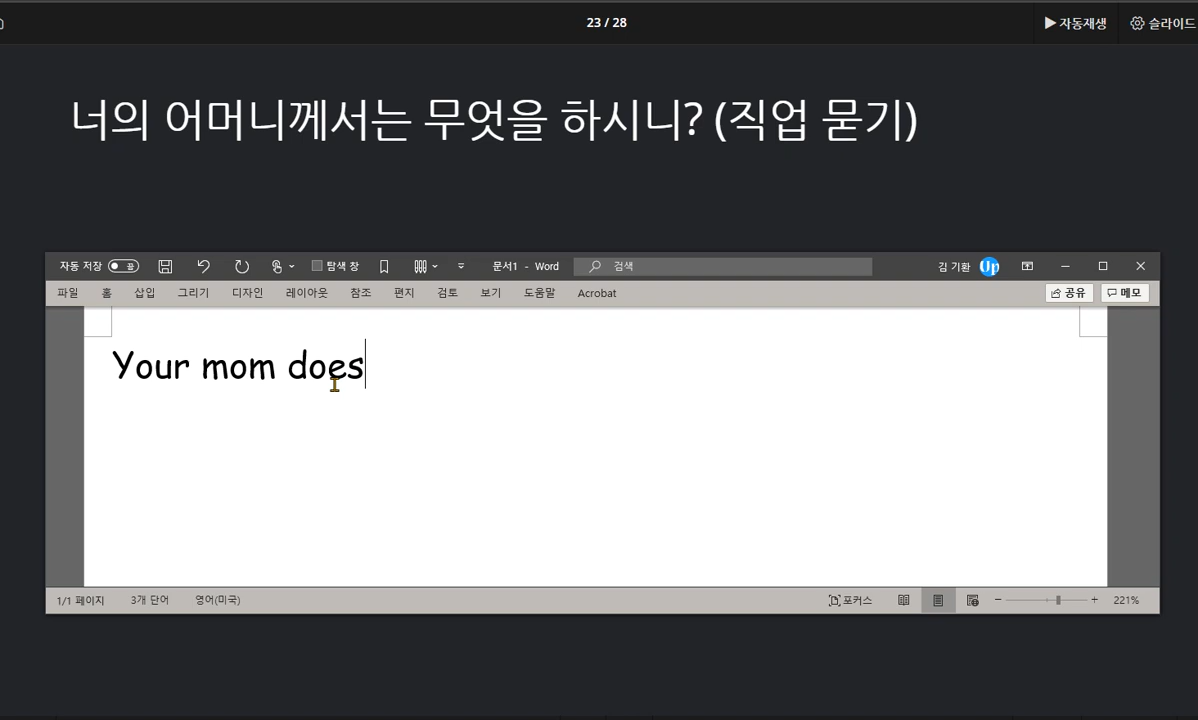 23 / 28
▶ 자동재생
슬라이드
너의 어머니께서는 무엇을 하시니? (직업 묻기)
자동 저장 끔 탐색 창 문서1 - Word 검색 김 기환 Up
파일 홈 삽입 그리기 디자인 레이아웃 참조 편지 검토 보기 도움말 Acrobat 공유 메모
Your mom does
1/1 페이지 3개 단어 영어(미국) 포커스 − + 221%